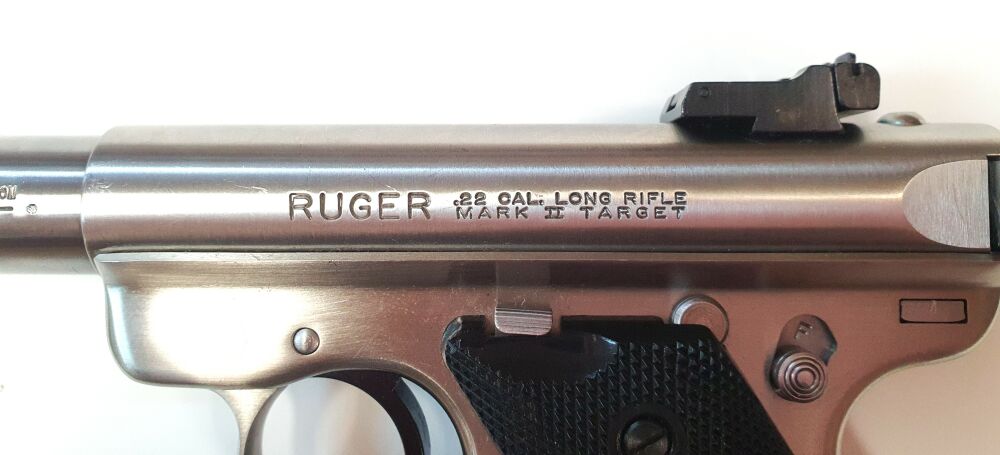 RUGER
.22 CAL. LONG RIFLE
MARK II TARGET
F